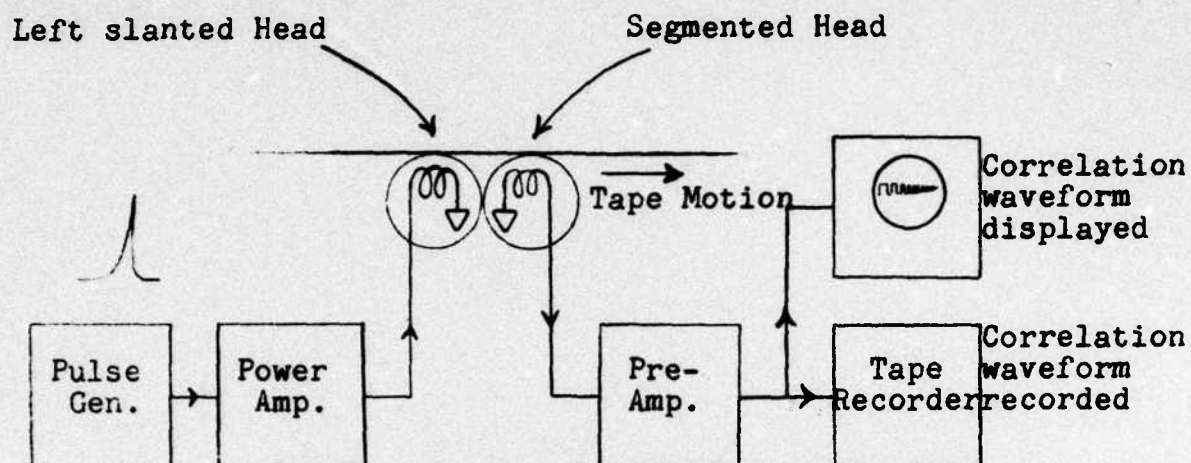 Left slanted Head
Segmented Head
Tape Motion
Correlation
waveform
displayed
Pulse
Gen.
Power
Amp.
Pre-
Amp.
Tape
Recorder
Correlation
waveform
recorded